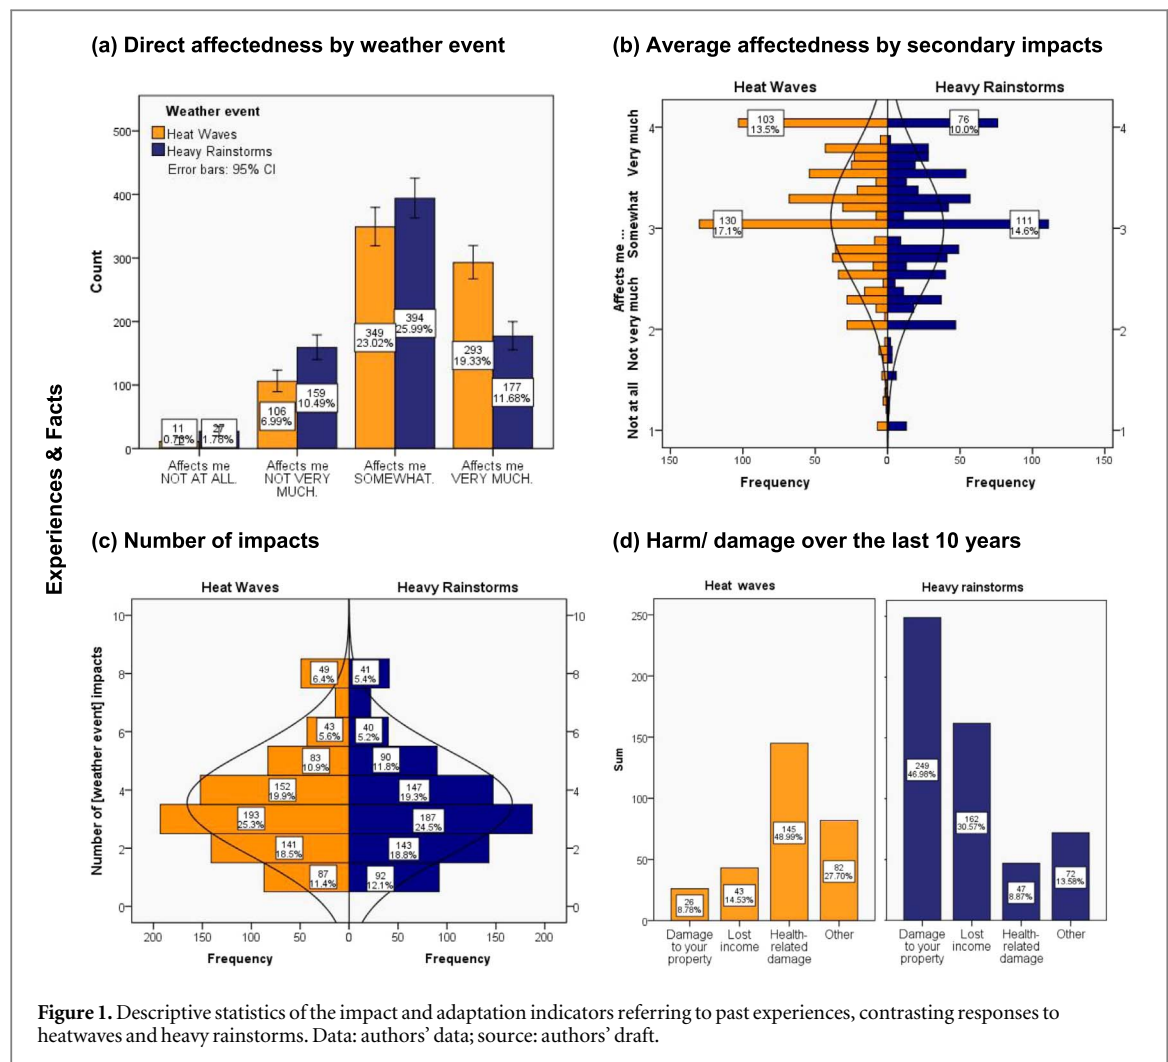 (a) Direct affectedness by weather event
Weather event
Heat Waves
Heavy Rainstorms
Error bars: 95% CI
500
400
300
200
100
0
Count
11
0.73%
27
1.78%
106
6.99%
159
10.49%
349
23.02%
394
25.99%
293
19.33%
177
11.68%
Affects me
NOT AT ALL.
Affects me
NOT VERY
MUCH.
Affects me
SOMEWHAT.
Affects me
VERY MUCH.
(b) Average affectedness by secondary impacts
Heat Waves
Heavy Rainstorms
Affects me ...
Not at all
Not very much
Somewhat
Very much
4
3
2
1
103
13.5%
76
10.0%
130
17.1%
111
14.6%
4
3
2
1
150
100
50
0
0
50
100
150
Frequency
Frequency
Experiences & Facts
(c) Number of impacts
Heat Waves
Heavy Rainstorms
Number of [weather event] impacts
10
8
6
4
2
0
49
6.4%
41
5.4%
43
5.6%
40
5.2%
83
10.9%
90
11.8%
152
19.9%
147
19.3%
193
25.3%
187
24.5%
141
18.5%
143
18.8%
87
11.4%
92
12.1%
10
8
6
4
2
0
200
150
100
50
0
50
100
150
200
Frequency
Frequency
(d) Harm/ damage over the last 10 years
Heat waves
Heavy rainstorms
Sum
250
200
150
100
50
0
26
8.78%
43
14.53%
145
48.99%
82
27.70%
249
46.98%
162
30.57%
47
8.87%
72
13.58%
Damage
to your
property
Lost
income
Health-
related
damage
Other
Damage
to your
property
Lost
income
Health-
related
damage
Other
Figure 1. Descriptive statistics of the impact and adaptation indicators referring to past experiences, contrasting responses to
heatwaves and heavy rainstorms. Data: authors' data; source: authors' draft.